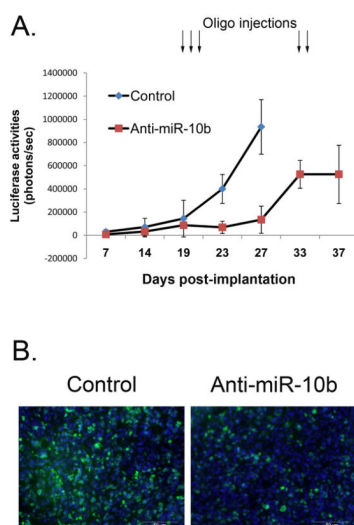 A.
Oligo injections
Luciferase activities
(photons/sec)
1400000
1200000
1000000
800000
600000
400000
200000
0
-200000
Control
Anti-miR-10b
7 14 19 23 27 33 37
Days post-implantation
B.
Control Anti-miR-10b